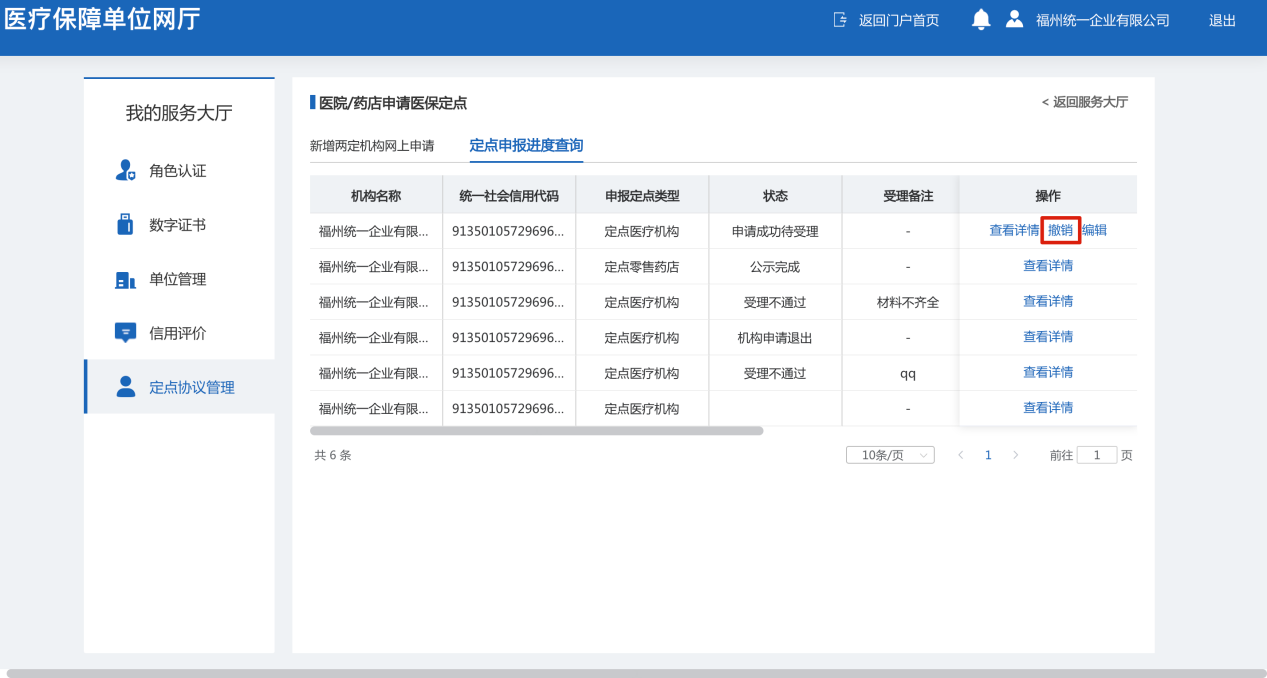 医疗保障单位网厅
返回门户首页 福州统一企业有限公司 退出
我的服务大厅
角色认证
数字证书
单位管理
信用评价
定点协议管理
医院/药店申请医保定点 < 返回服务大厅
新增两定机构网上申请 定点申报进度查询
机构名称 统一社会信用代码 申报定点类型 状态 受理备注 操作
福州统一企业有限... 91350105729696... 定点医疗机构 申请成功待受理 - 查看详情 撤销 编辑
福州统一企业有限... 91350105729696... 定点零售药店 公示完成 - 查看详情
福州统一企业有限... 91350105729696... 定点医疗机构 受理不通过 材料不齐全 查看详情
福州统一企业有限... 91350105729696... 定点医疗机构 机构申请退出 - 查看详情
福州统一企业有限... 91350105729696... 定点医疗机构 受理不通过 qq 查看详情
福州统一企业有限... 91350105729696... 定点医疗机构 - 查看详情
共 6 条 10条/页 < 1 > 前往 1 页